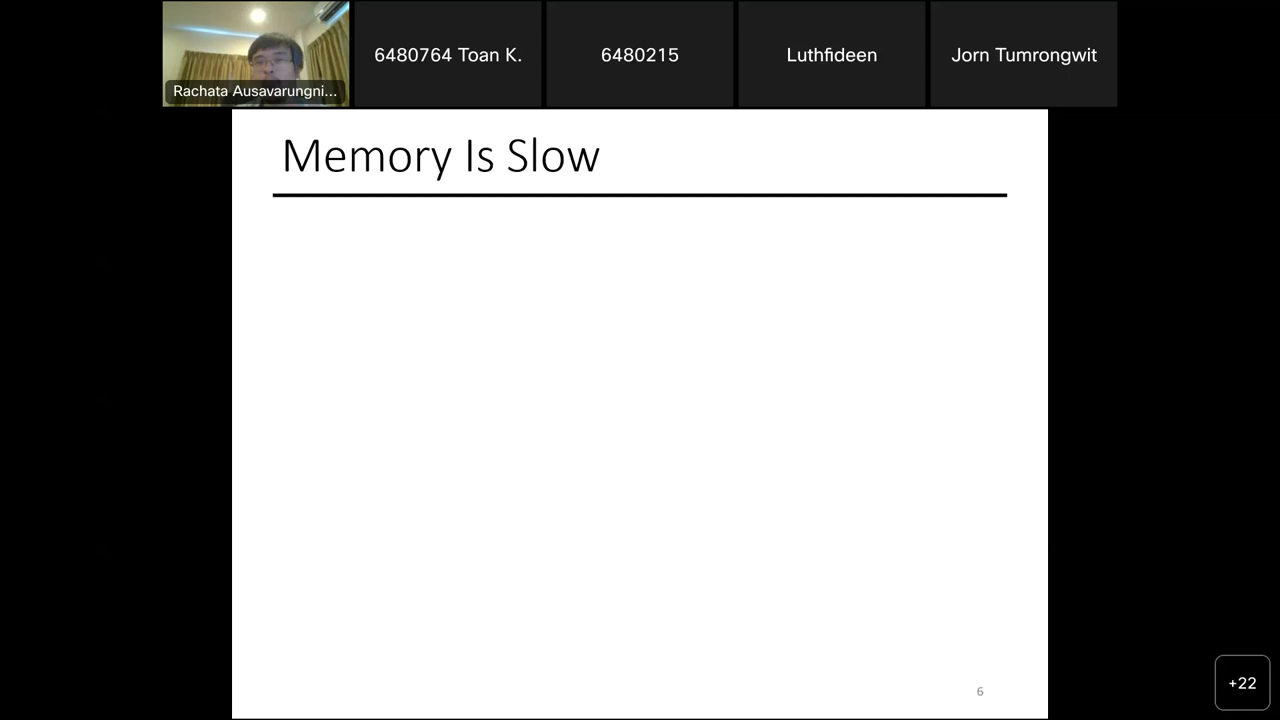 Rachata Ausavarungni...
6480764 Toan K.
6480215
Luthfideen
Jorn Tumrongwit
Memory Is Slow
6
+22